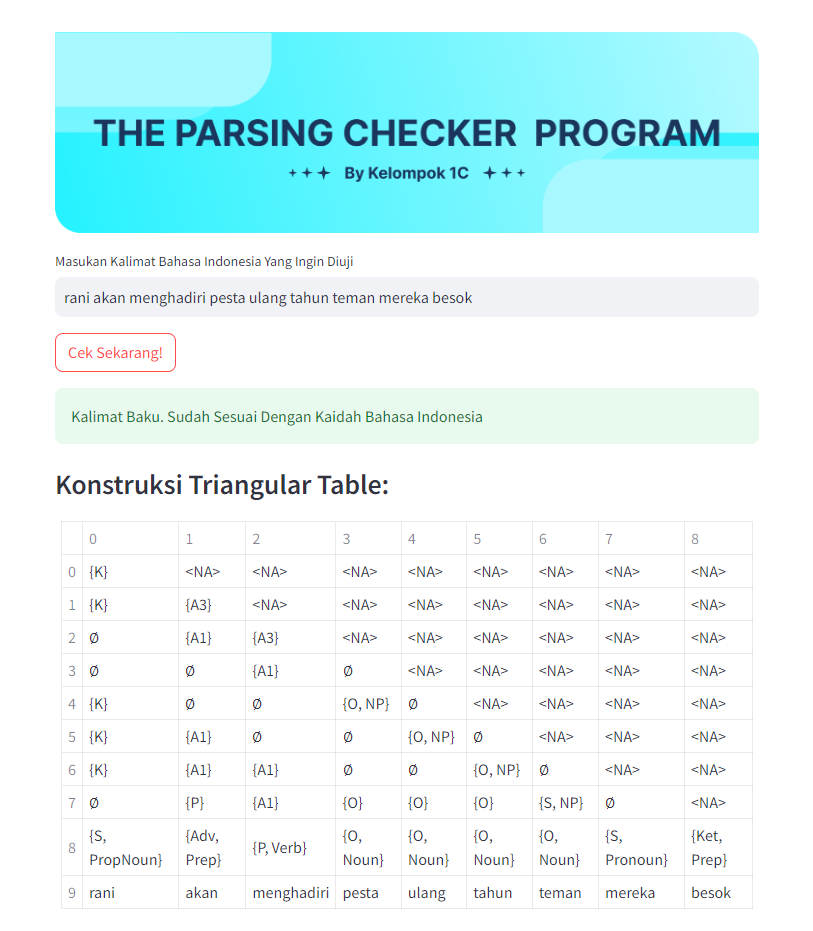 THE PARSING CHECKER PROGRAM
By Kelompok 1C
Masukan Kalimat Bahasa Indonesia Yang Ingin Diuji
rani akan menghadiri pesta ulang tahun teman mereka besok
Cek Sekarang!
Kalimat Baku. Sudah Sesuai Dengan Kaidah Bahasa Indonesia
Konstruksi Triangular Table:
0 1 2 3 4 5 6 7 8
0 {K} <NA> <NA> <NA> <NA> <NA> <NA> <NA> <NA>
1 {K} {A3} <NA> <NA> <NA> <NA> <NA> <NA> <NA>
2 Ø {A1} {A3} <NA> <NA> <NA> <NA> <NA> <NA>
3 Ø Ø {A1} Ø <NA> <NA> <NA> <NA> <NA>
4 {K} Ø Ø {O, NP} Ø <NA> <NA> <NA> <NA>
5 {K} {A1} Ø Ø {O, NP} Ø <NA> <NA> <NA>
6 {K} {A1} {A1} Ø Ø {O, NP} Ø <NA> <NA>
7 Ø {P} {A1} {O} {O} {O} {S, NP} Ø <NA>
8 {S, PropNoun} {Adv, Prep} {P, Verb} {O, Noun} {O, Noun} {O, Noun} {O, Noun} {S, Pronoun} {Ket, Prep}
9 rani akan menghadiri pesta ulang tahun teman mereka besok